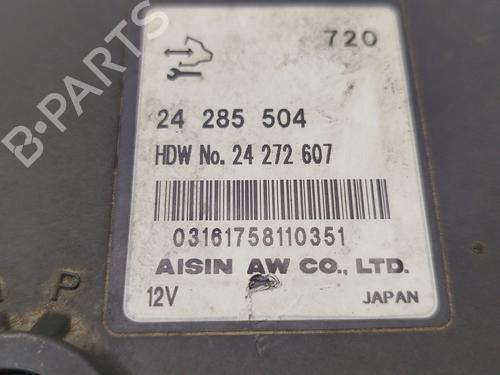 720
24 285 504
HDW No. 24 272 607
03161758110351
AISIN AW CO., LTD.
12V
JAPAN
P
B-PARTS